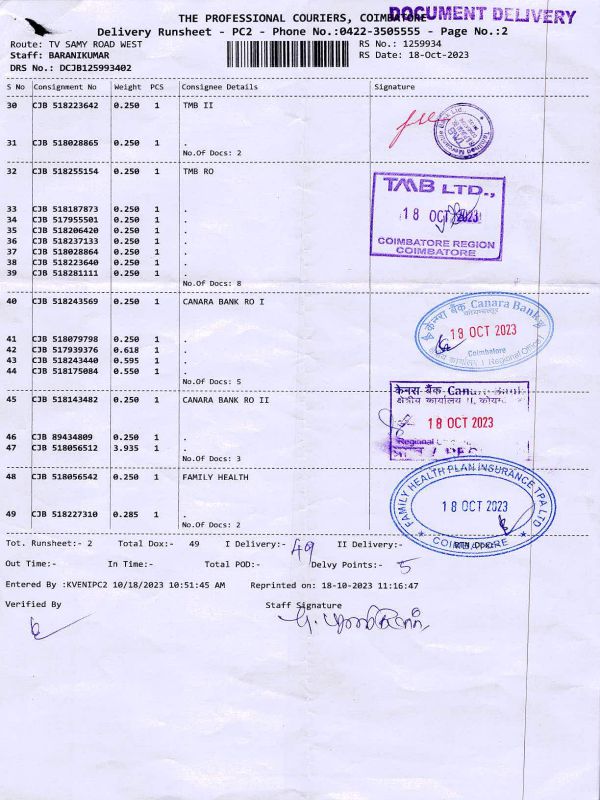 THE PROFESSIONAL COURIERS, COIMBATORE
DOCUMENT DELIVERY
Delivery Runsheet - PC2 - Phone No.:0422-3505555 - Page No.:2
Route: TV SAMY ROAD WEST RS No.: 1259934
Staff: BARANIKUMAR RS Date: 18-Oct-2023
DRS No.: DCJB125993402
S No Consignment No Weight PCS Consignee Details Signature
30 CJB 518223642 0.250 1 TMB II
31 CJB 518028865 0.250 1 .
No.Of Docs: 2
32 CJB 518255154 0.250 1 TMB RO
TMB LTD.,
33 CJB 518187873 0.250 1 .
18 OCT 2023
34 CJB 517955501 0.250 1 .
35 CJB 518206420 0.250 1 .
36 CJB 518237133 0.250 1 .
COIMBATORE REGION
37 CJB 518028864 0.250 1 .
COIMBATORE
38 CJB 518223640 0.250 1 .
39 CJB 518281111 0.250 1 .
No.Of Docs: 8
40 CJB 518243569 0.250 1 CANARA BANK RO I
केनरा बैंक Canara Bank
18 OCT 2023
41 CJB 518079798 0.250 1 .
42 CJB 517939376 0.618 1 .
Coimbatore
43 CJB 518243440 0.595 1 .
क्षेत्रीय कार्यालय I Regional Office I
44 CJB 518175084 0.550 1 .
No.Of Docs: 5
केनरा बैंक Canara Bank
45 CJB 518143482 0.250 1 CANARA BANK RO II
क्षेत्रीय कार्यालय II,
18 OCT 2023
46 CJB 89434809 0.250 1 .
Regional
47 CJB 518056512 3.935 1 .
No.Of Docs: 3
48 CJB 518056542 0.250 1 FAMILY HEALTH
FAMILY HEALTH PLAN INSURANCE TPA LTD
18 OCT 2023
49 CJB 518227310 0.285 1 .
No.Of Docs: 2
COIMBATORE
Tot. Runsheet:- 2 Total Dox:- 49 I Delivery:- 49 II Delivery:-
Out Time:- In Time:- Total POD:- Delvy Points:- 5
Entered By :KVENIPC2 10/18/2023 10:51:45 AM Reprinted on: 18-10-2023 11:16:47
Verified By Staff Signature